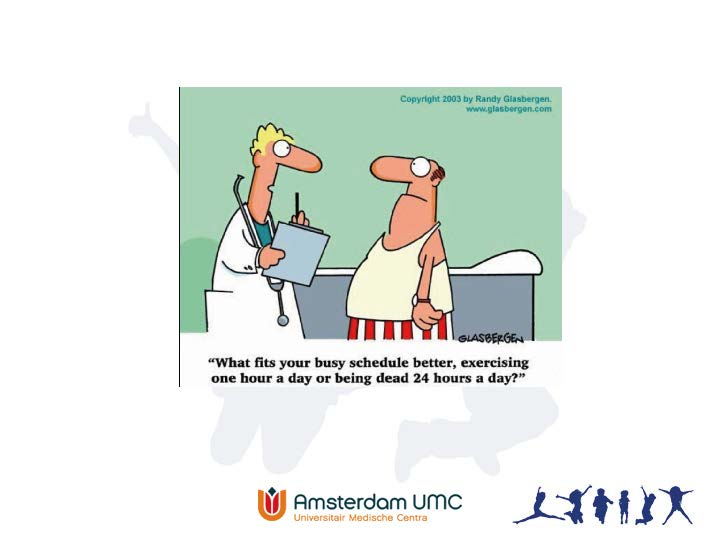 Copyright 2003 by Randy Glasbergen.
www.glasbergen.com
GLASBERGEN
“What fits your busy schedule better, exercising
one hour a day or being dead 24 hours a day?”
Amsterdam UMC
Universitair Medische Centra